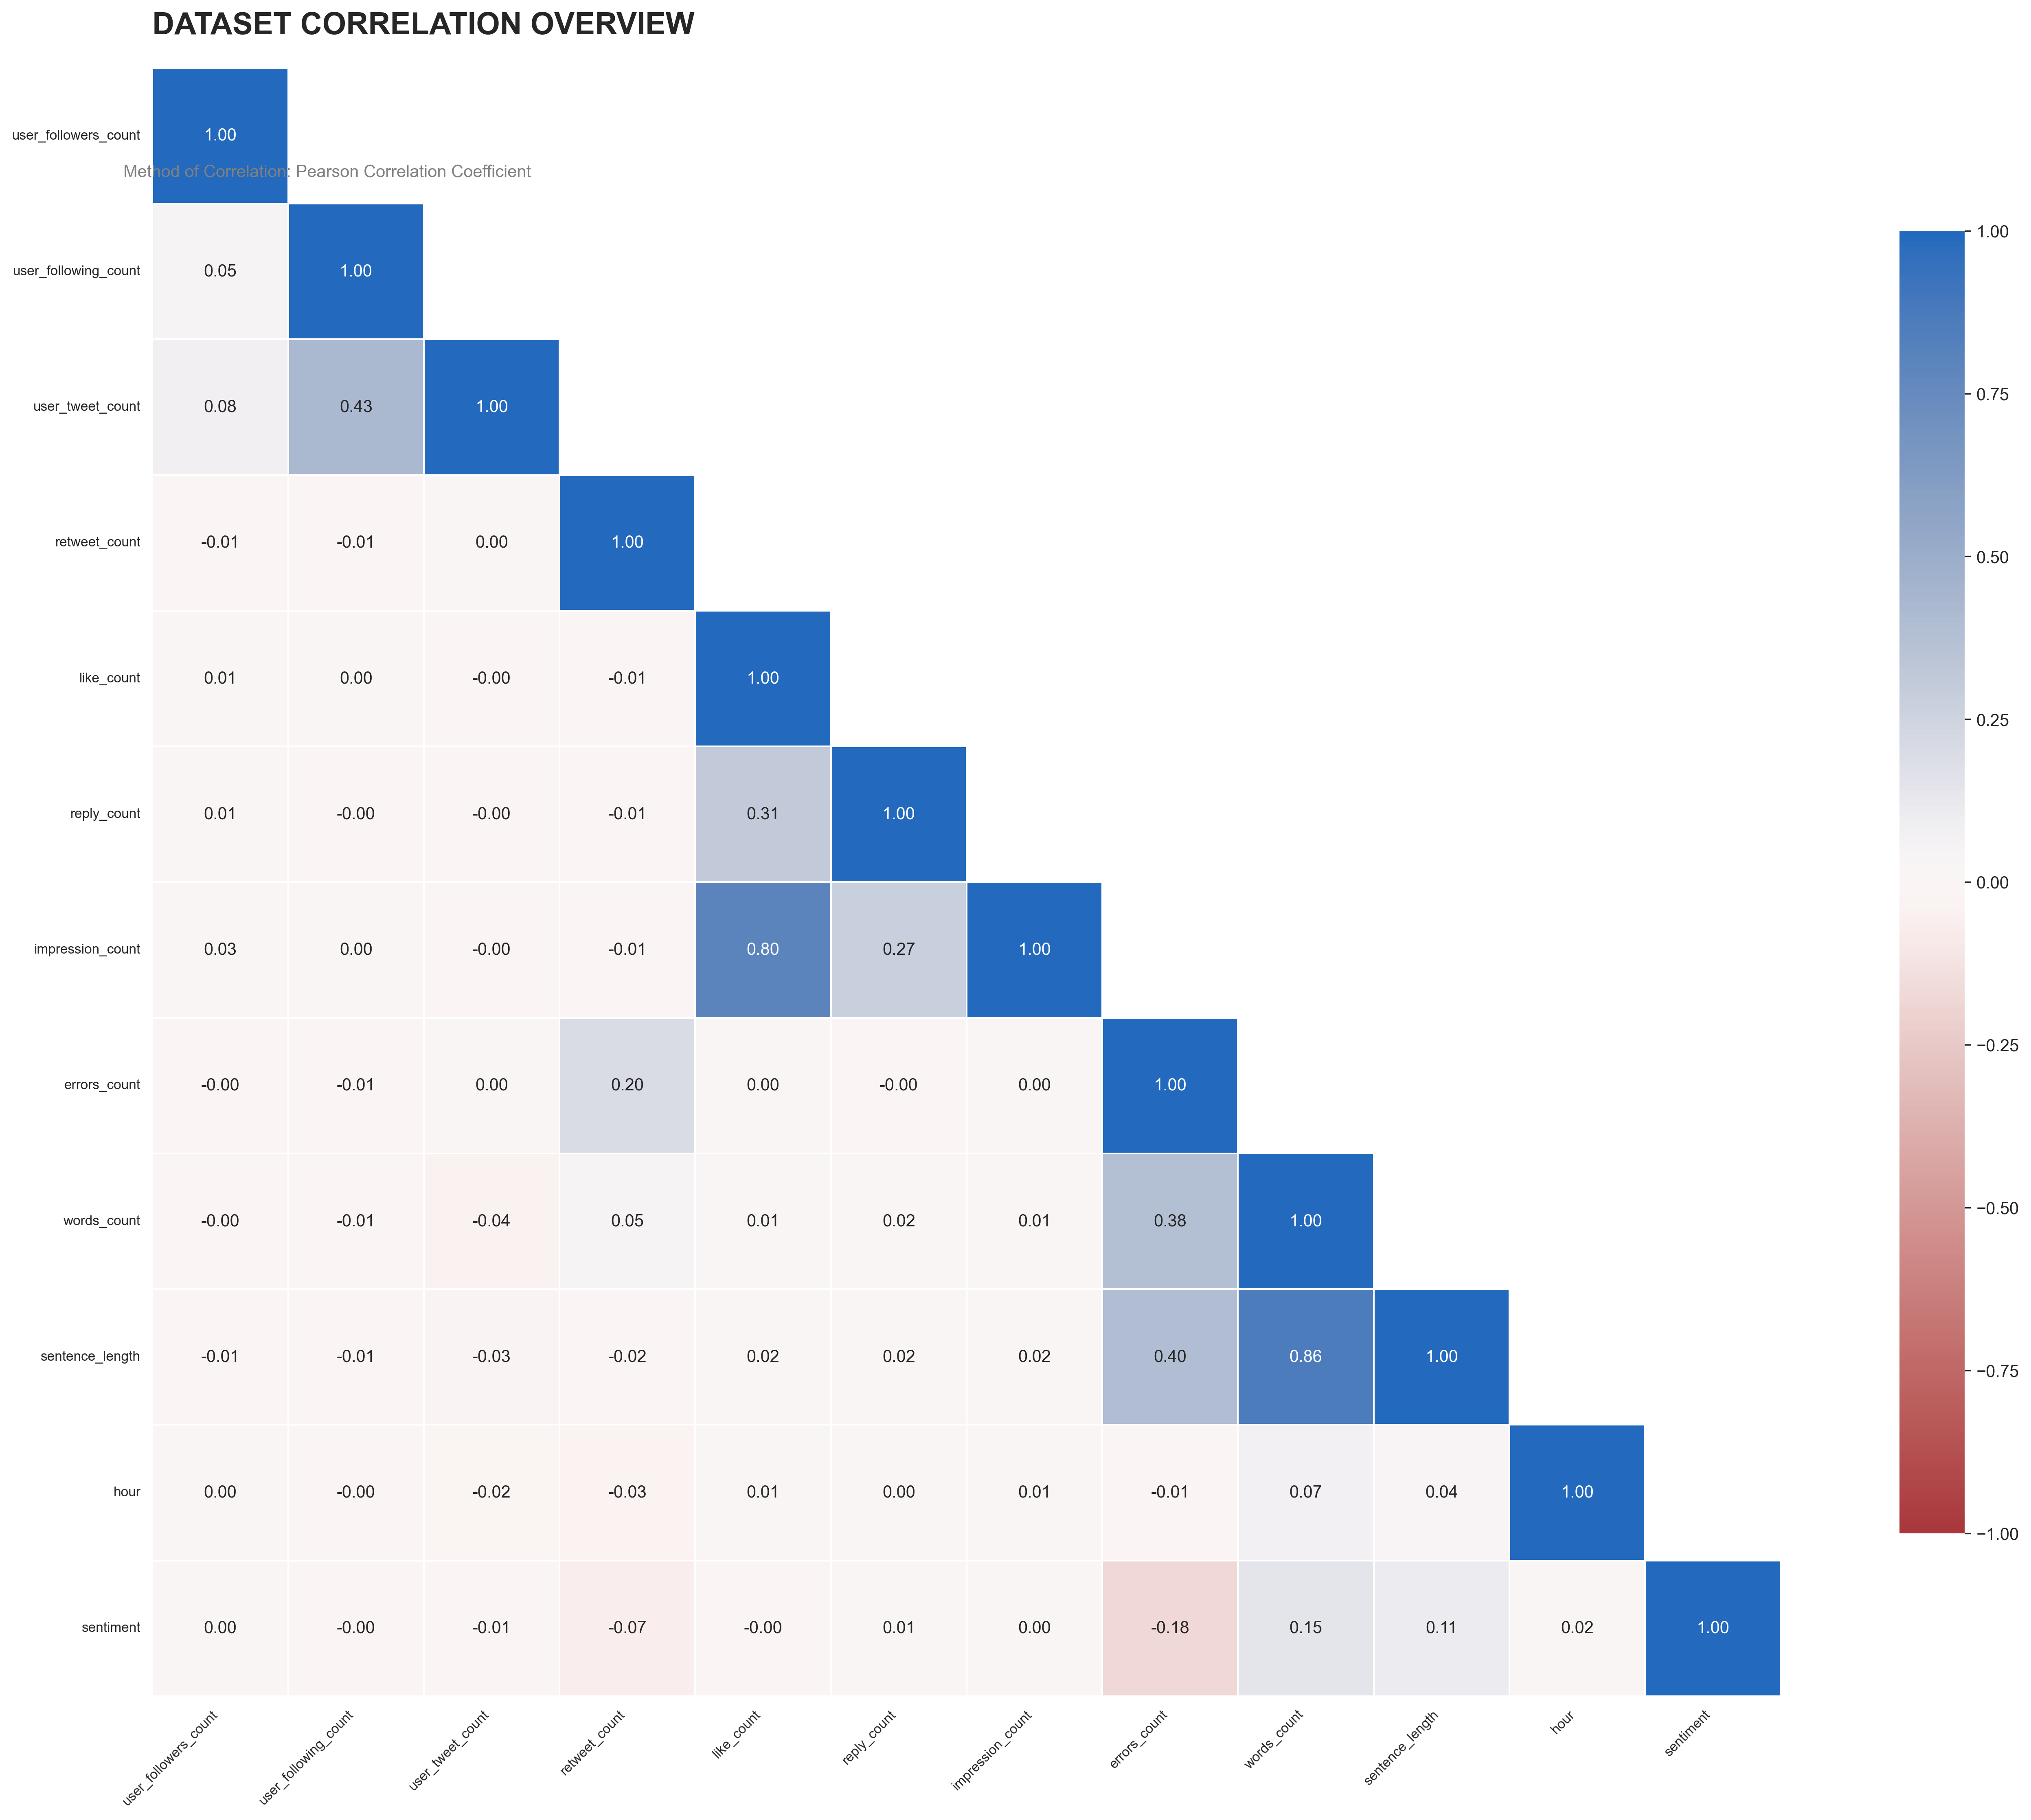 DATASET CORRELATION OVERVIEW
user_followers_count 1.00
Method of Correlation: Pearson Correlation Coefficient
1.00
user_following_count 0.05 1.00
0.75
user_tweet_count 0.08 0.43 1.00
retweet_count -0.01 -0.01 0.00 1.00
0.50
like_count 0.01 0.00 -0.00 -0.01 1.00
0.25
reply_count 0.01 -0.00 -0.00 -0.01 0.31 1.00
0.00
impression_count 0.03 0.00 -0.00 -0.01 0.80 0.27 1.00
−0.25
errors_count -0.00 -0.01 0.00 0.20 0.00 -0.00 0.00 1.00
−0.50
words_count -0.00 -0.01 -0.04 0.05 0.01 0.02 0.01 0.38 1.00
sentence_length -0.01 -0.01 -0.03 -0.02 0.02 0.02 0.02 0.40 0.86 1.00
−0.75
hour 0.00 -0.00 -0.02 -0.03 0.01 0.00 0.01 -0.01 0.07 0.04 1.00
−1.00
sentiment 0.00 -0.00 -0.01 -0.07 -0.00 0.01 0.00 -0.18 0.15 0.11 0.02 1.00
user_followers_count
user_following_count
user_tweet_count
retweet_count
like_count
reply_count
impression_count
errors_count
words_count
sentence_length
hour
sentiment